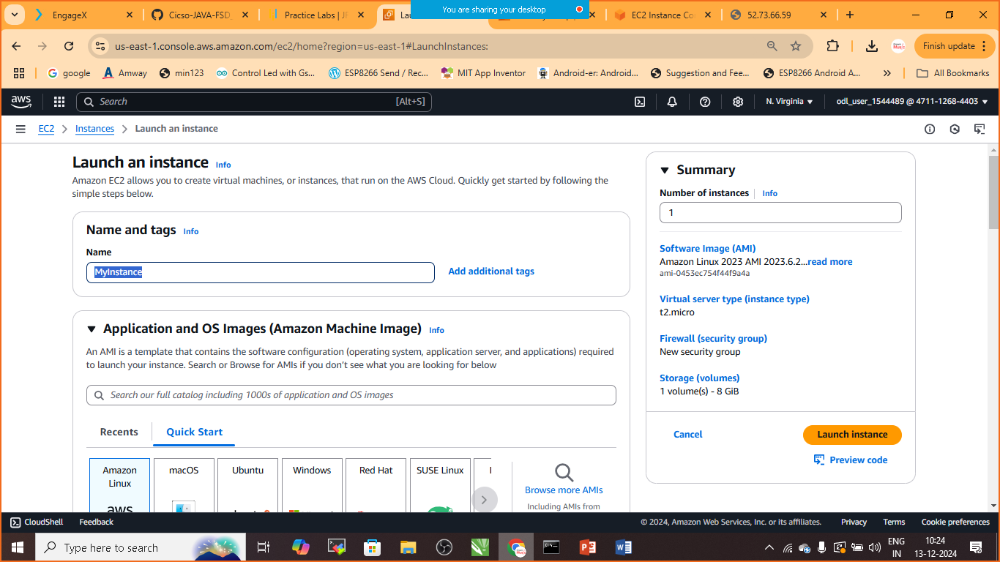 You are sharing your desktop
EngageX
Cicso-JAVA-FSD_
Practice Labs | JF
EC2 Instance Co
52.73.66.59
us-east-1.console.aws.amazon.com/ec2/home?region=us-east-1#LaunchInstances:
Finish update
google
Amway
min123
Control Led with Gs...
ESP8266 Send / Rec...
MIT App Inventor
Android-er: Android...
Suggestion and Fee...
ESP8266 Android A...
All Bookmarks
aws
Search
[Alt+S]
N. Virginia
odl_user_1544489 @ 4711-1268-4403
EC2
Instances
Launch an instance
Launch an instance Info
Amazon EC2 allows you to create virtual machines, or instances, that run on the AWS Cloud. Quickly get started by following the
simple steps below.
Name and tags Info
Name
MyInstance
Add additional tags
Application and OS Images (Amazon Machine Image) Info
An AMI is a template that contains the software configuration (operating system, application server, and applications) required
to launch your instance. Search or Browse for AMIs if you don't see what you are looking for below
Search our full catalog including 1000s of application and OS images
Recents
Quick Start
Amazon
Linux
macOS
Ubuntu
Windows
Red Hat
SUSE Linux
Browse more AMIs
Including AMIs from
Summary
Number of instances Info
1
Software Image (AMI)
Amazon Linux 2023 AMI 2023.6.2...read more
ami-0453ec754f44f9a4a
Virtual server type (instance type)
t2.micro
Firewall (security group)
New security group
Storage (volumes)
1 volume(s) - 8 GiB
Cancel
Launch instance
Preview code
CloudShell
Feedback
© 2024, Amazon Web Services, Inc. or its affiliates.
Privacy
Terms
Cookie preferences
Type here to search
ENG
IN
10:24
13-12-2024